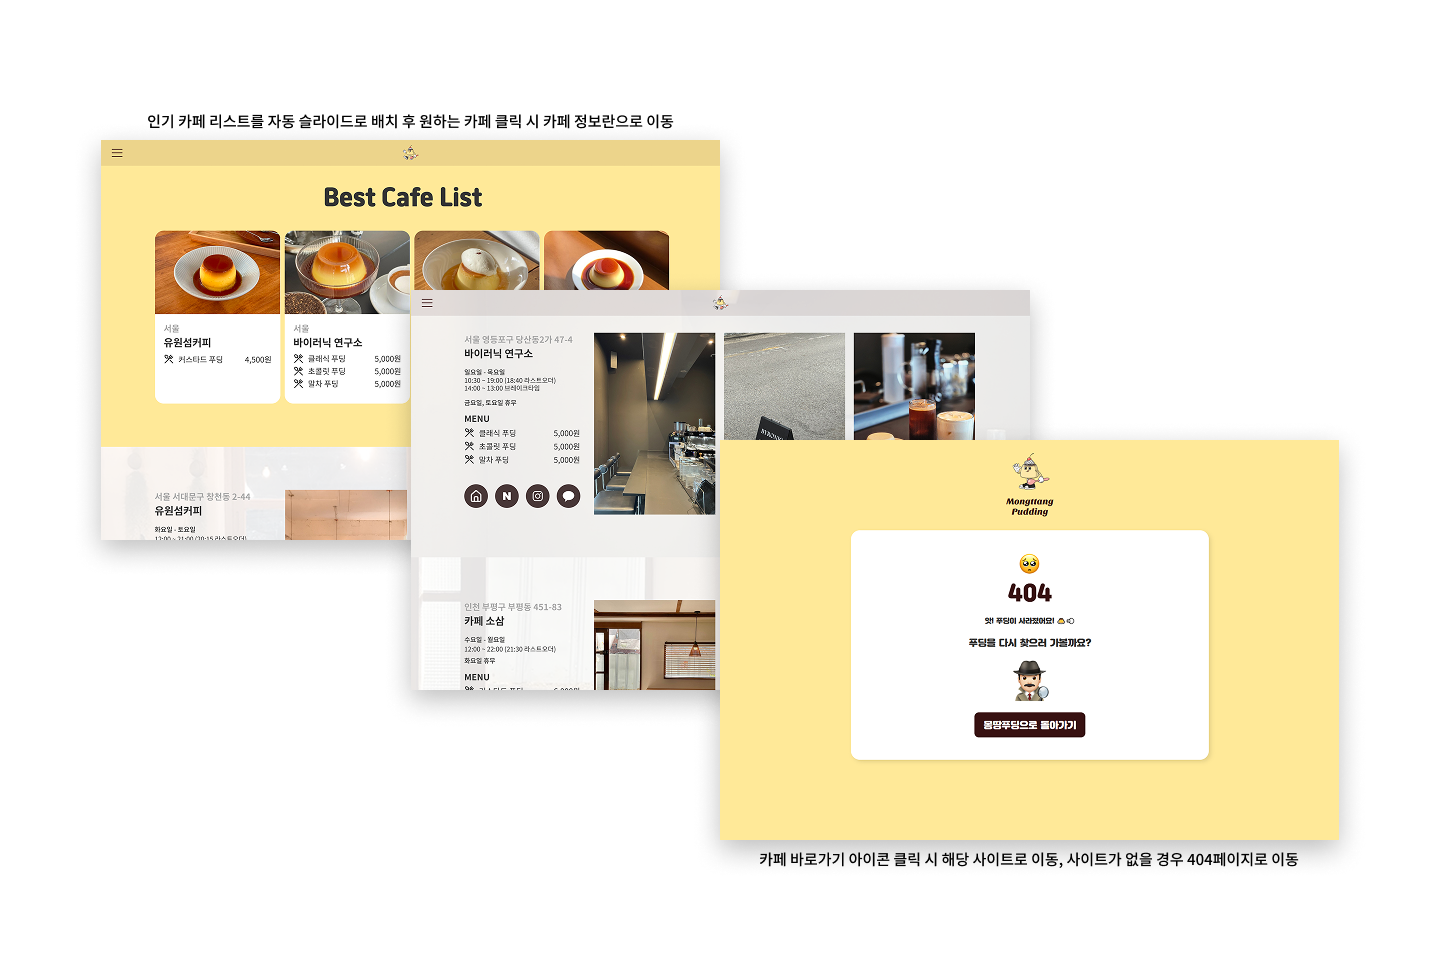 인기 카페 리스트를 자동 슬라이드로 배치 후 원하는 카페 클릭 시 카페 정보란으로 이동
Best Cafe List
서울
유원섬커피
커스타드 푸딩 4,500원
서울
바이러닉 연구소
클래식 푸딩 5,000원
초콜릿 푸딩 5,000원
말차 푸딩 5,000원
서울 서대문구 창천동 2-44
유원섬커피
화요일 - 토요일
12:00 ~ 21:00 (20:15 라스트오더)
서울 영등포구 당산동2가 47-4
바이러닉 연구소
일요일 - 목요일
10:30 ~ 19:00 (18:40 라스트오더)
14:00 ~ 13:00 브레이크타임
금요일, 토요일 휴무
MENU
클래식 푸딩 5,000원
초콜릿 푸딩 5,000원
말차 푸딩 5,000원
N
인천 부평구 부평동 451-83
카페 소삼
수요일 - 월요일
12:00 ~ 22:00 (21:30 라스트오더)
화요일 휴무
MENU
Mongttang
Pudding
404
앗! 푸딩이 사라졌어요!
푸딩을 다시 찾으러 가볼까요?
몽땅푸딩으로 돌아가기
카페 바로가기 아이콘 클릭 시 해당 사이트로 이동, 사이트가 없을 경우 404페이지로 이동